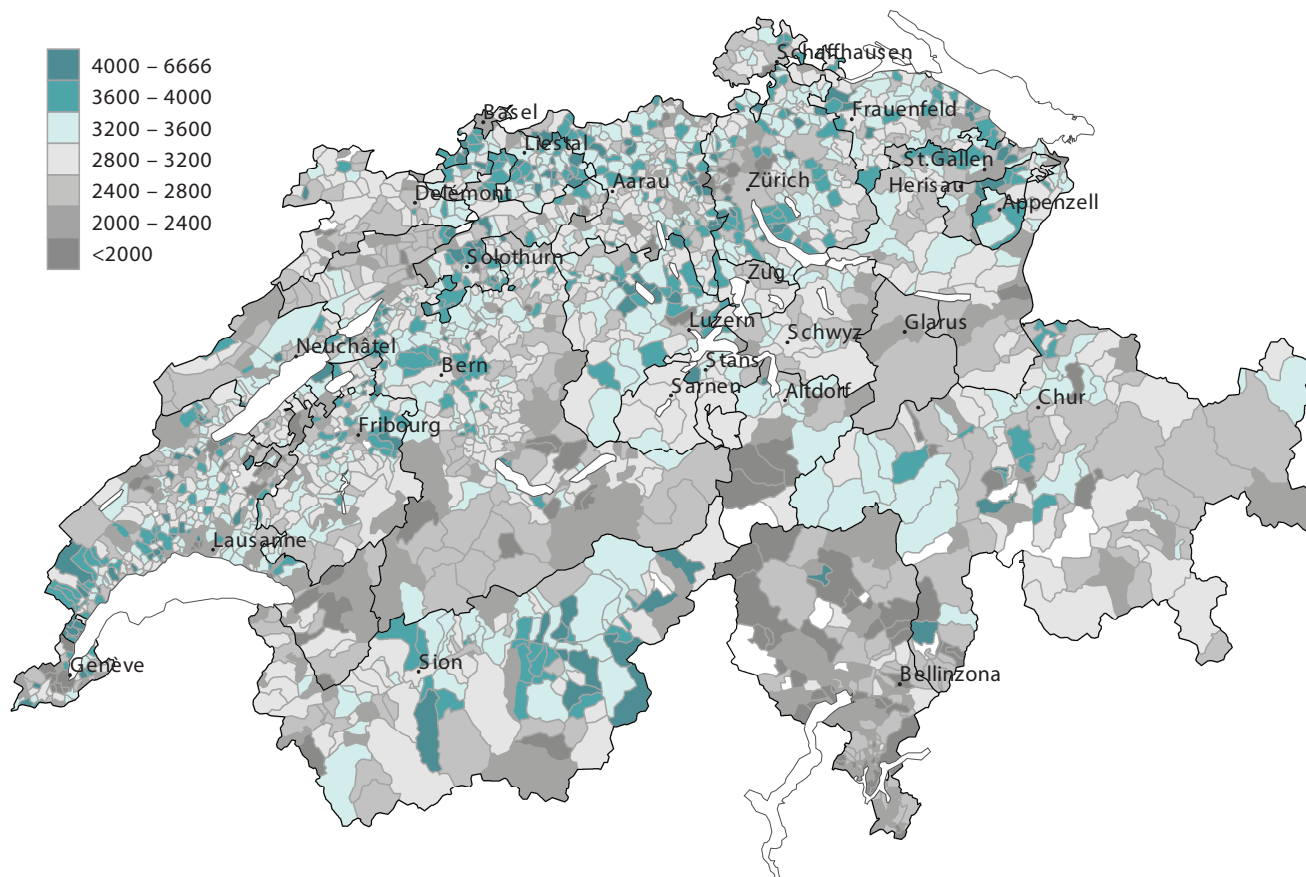 4000 – 6666
3600 – 4000
3200 – 3600
2800 – 3200
2400 – 2800
2000 – 2400
<2000
Schaffhausen
Basel
Frauenfeld
Liestal
St.Gallen
Aarau
Zürich
Herisau
Delémont
Appenzell
Solothurn
Zug
Luzern
Schwyz
Glarus
Neuchâtel
Bern
Stans
Sarnen
Altdorf
Chur
Fribourg
Lausanne
Genève
Sion
Bellinzona